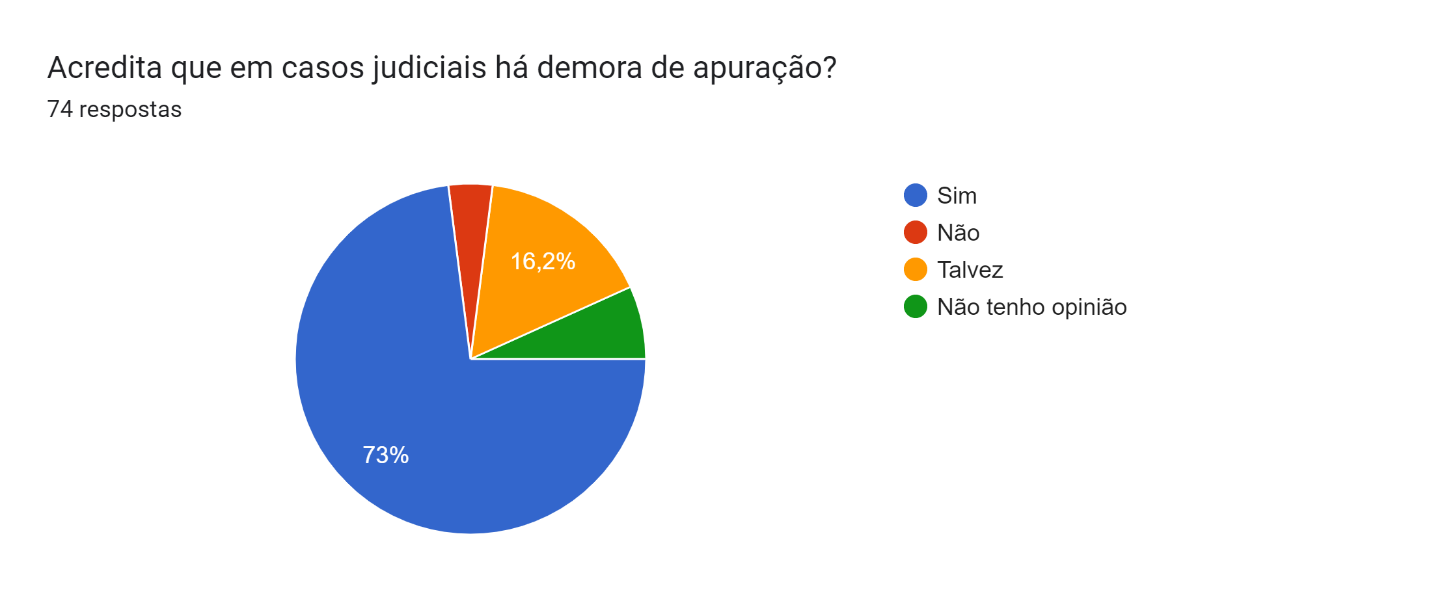 Acredita que em casos judiciais há demora de apuração?
74 respostas
Sim
Não
Talvez
Não tenho opinião
16,2%
73%